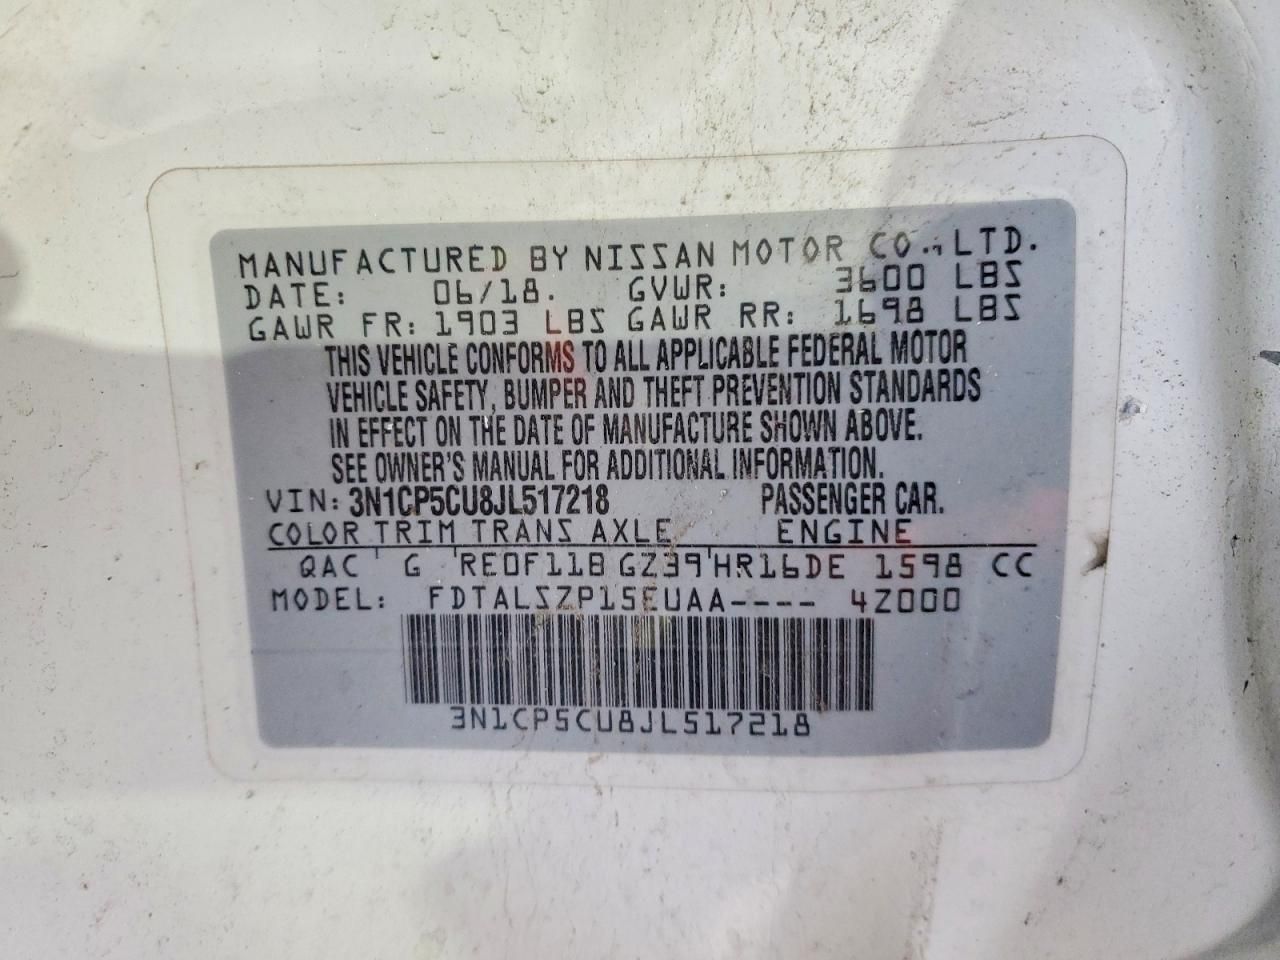 MANUFACTURED BY NISSAN MOTOR CO., LTD.
DATE: 06/18. GVWR: 3600 LBS
GAWR FR: 1903 LBS GAWR RR: 1698 LBS
THIS VEHICLE CONFORMS TO ALL APPLICABLE FEDERAL MOTOR
VEHICLE SAFETY, BUMPER AND THEFT PREVENTION STANDARDS
IN EFFECT ON THE DATE OF MANUFACTURE SHOWN ABOVE.
SEE OWNER'S MANUAL FOR ADDITIONAL INFORMATION.
VIN: 3N1CP5CU8JL517218 PASSENGER CAR.
COLOR TRIM TRANS AXLE ENGINE
QAC G RE0F11B GZ39 HR16DE 1598 CC
MODEL: FDTALSZP15EUAA---- 4Z000
3N1CP5CU8JL517218